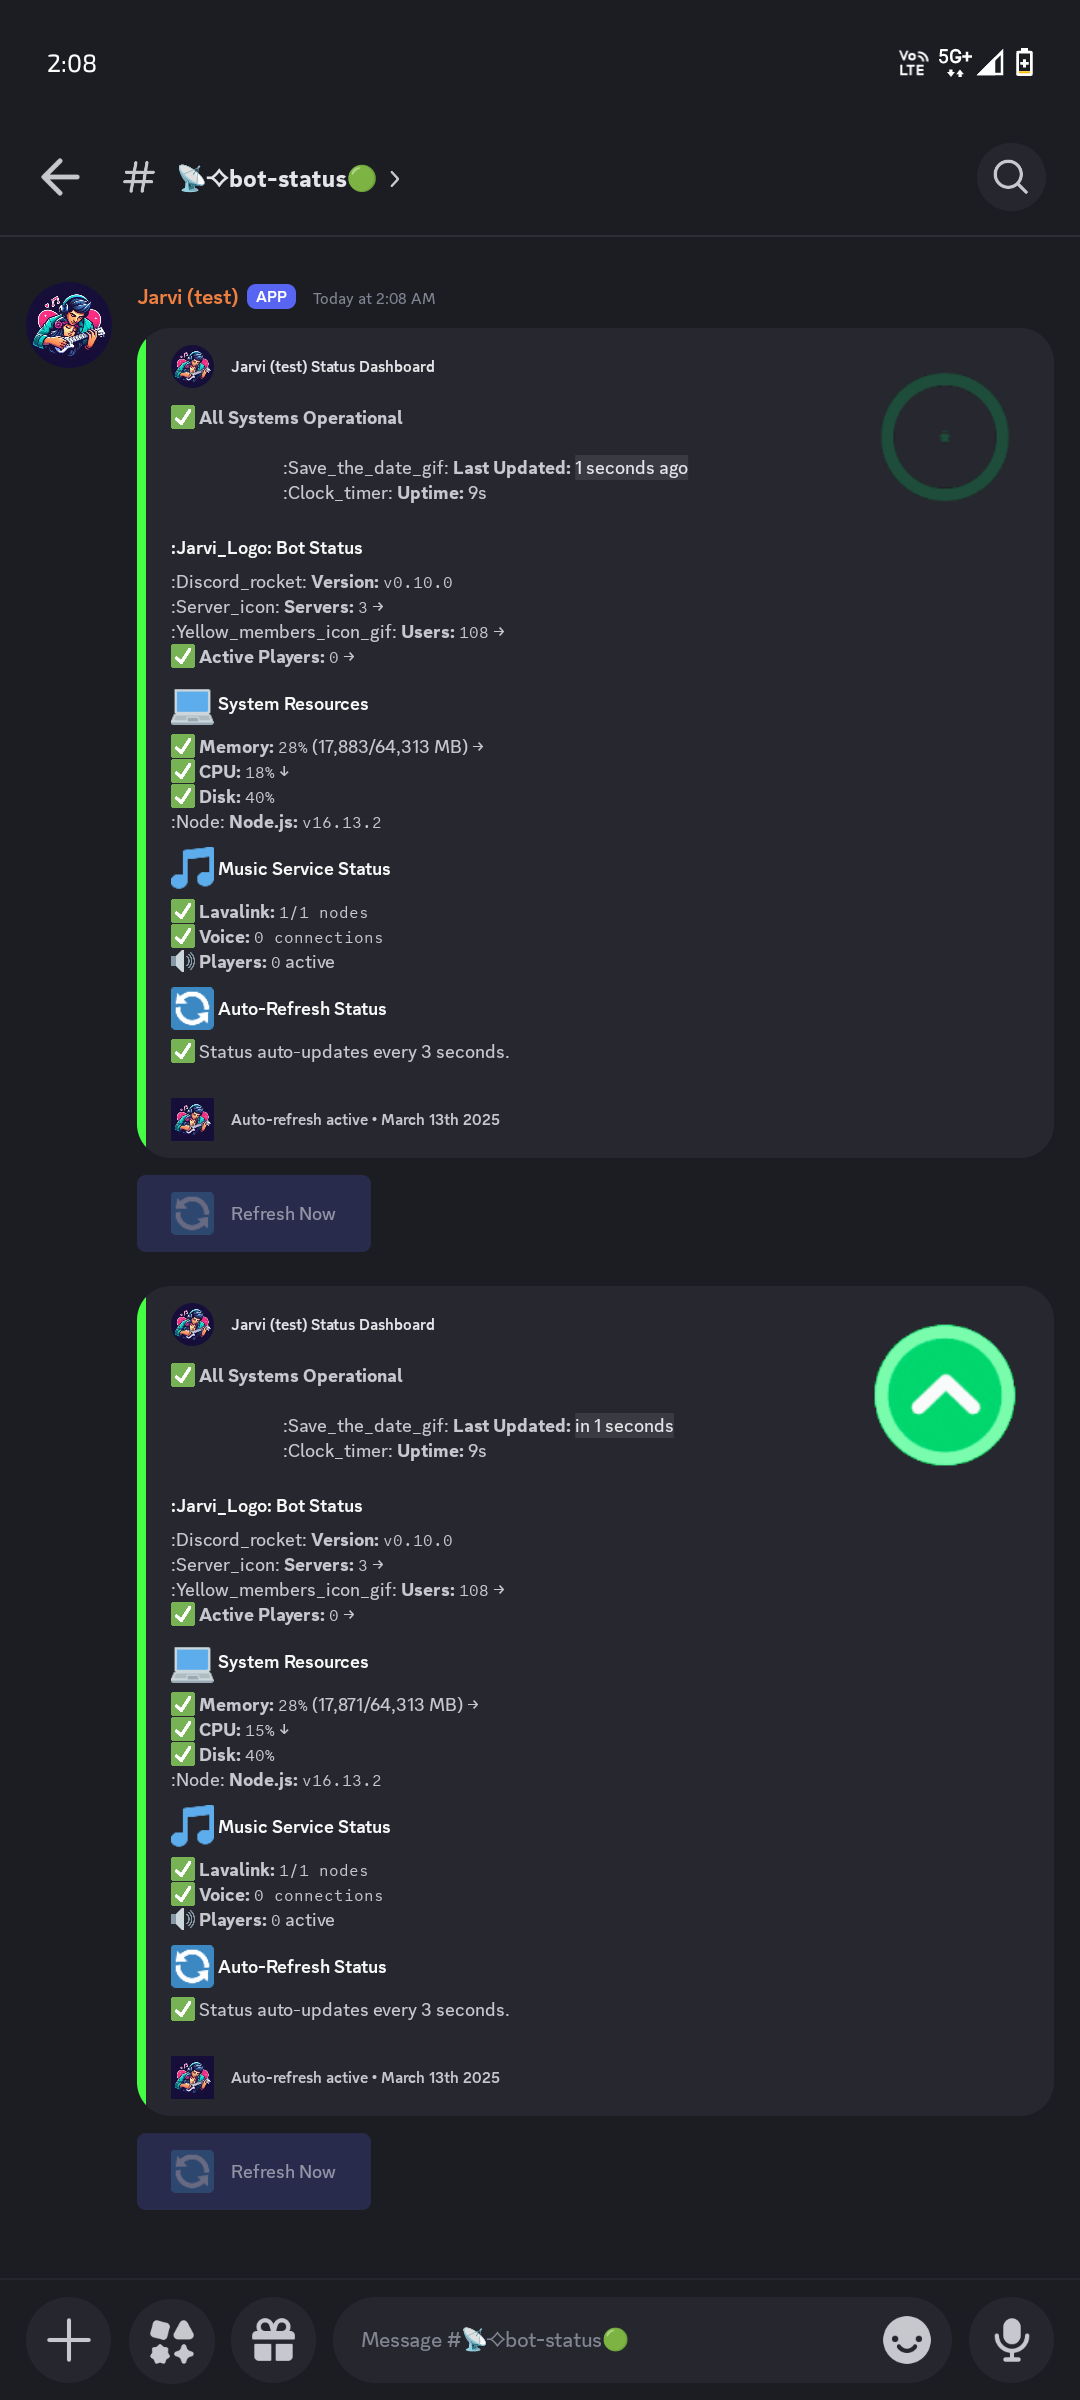 2:08
Vo LTE 5G+
# 📡✧bot-status🟢 ›
Jarvi (test) APP Today at 2:08 AM
Jarvi (test) Status Dashboard
✅ All Systems Operational
:Save_the_date_gif: Last Updated: 1 seconds ago
:Clock_timer: Uptime: 9s
:Jarvi_Logo: Bot Status
:Discord_rocket: Version: v0.10.0
:Server_icon: Servers: 3 →
:Yellow_members_icon_gif: Users: 108 →
✅ Active Players: 0 →
💻 System Resources
✅ Memory: 28% (17,883/64,313 MB) →
✅ CPU: 18% ↓
✅ Disk: 40%
:Node: Node.js: v16.13.2
🎵 Music Service Status
✅ Lavalink: 1/1 nodes
✅ Voice: 0 connections
🔊 Players: 0 active
🔄 Auto-Refresh Status
✅ Status auto-updates every 3 seconds.
Auto-refresh active • March 13th 2025
🔄 Refresh Now
Jarvi (test) Status Dashboard
✅ All Systems Operational
:Save_the_date_gif: Last Updated: in 1 seconds
:Clock_timer: Uptime: 9s
:Jarvi_Logo: Bot Status
:Discord_rocket: Version: v0.10.0
:Server_icon: Servers: 3 →
:Yellow_members_icon_gif: Users: 108 →
✅ Active Players: 0 →
💻 System Resources
✅ Memory: 28% (17,871/64,313 MB) →
✅ CPU: 15% ↓
✅ Disk: 40%
:Node: Node.js: v16.13.2
🎵 Music Service Status
✅ Lavalink: 1/1 nodes
✅ Voice: 0 connections
🔊 Players: 0 active
🔄 Auto-Refresh Status
✅ Status auto-updates every 3 seconds.
Auto-refresh active • March 13th 2025
🔄 Refresh Now
Message #📡✧bot-status🟢